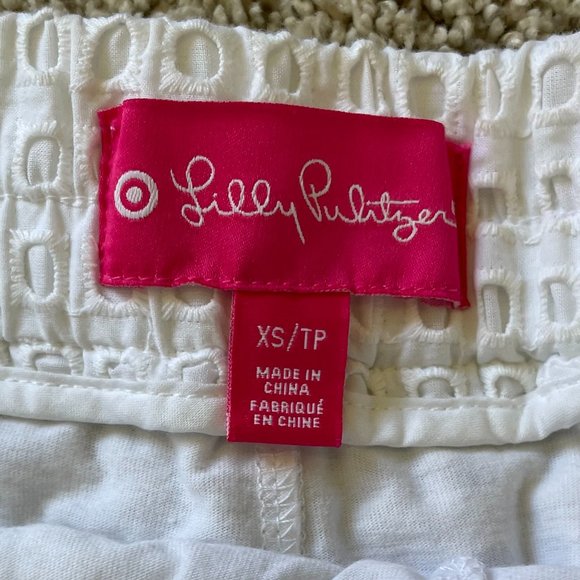 Lilly Pulitzer
XS/TP
MADE IN
CHINA
FABRIQUÉ
EN CHINE